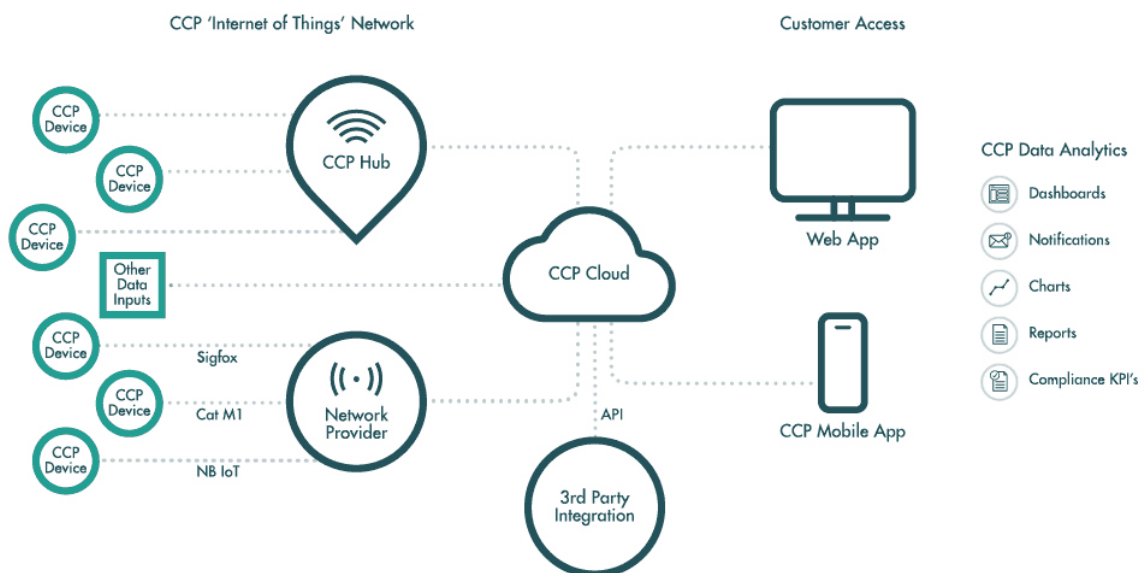 CCP 'Internet of Things' Network
Customer Access
CCP
Device
CCP
Device
CCP
Device
Other
Data
Inputs
CCP
Device
CCP
Device
CCP
Device
Sigfox
Cat M1
NB IoT
CCP Hub
Network
Provider
CCP Cloud
API
3rd Party
Integration
Web App
CCP Mobile App
CCP Data Analytics
Dashboards
Notifications
Charts
Reports
Compliance KPI's